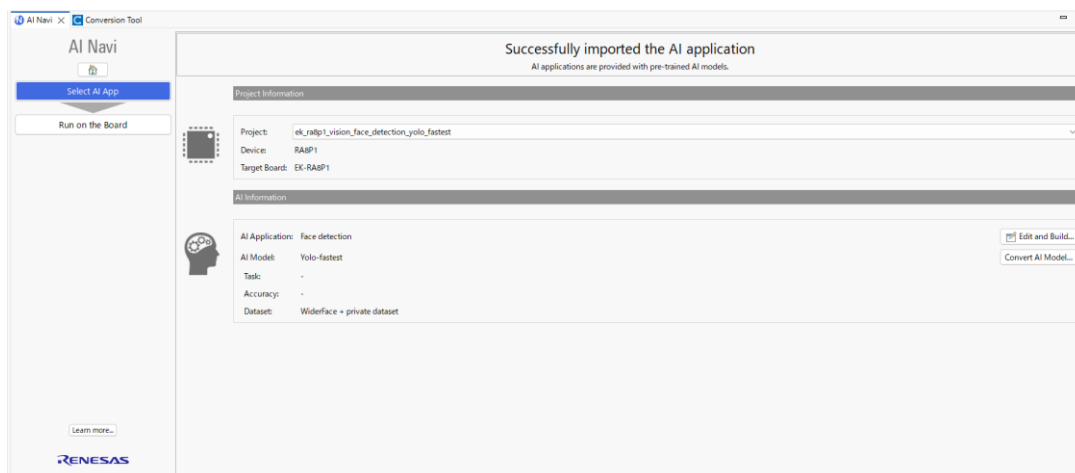 AI Navi
Conversion Tool
AI Navi
Select AI App
Run on the Board
Learn more...
RENESAS
Successfully imported the AI application
AI applications are provided with pre-trained AI models.
Project Information
Project: ek_ra8p1_vision_face_detection_yolo_fastest
Device: RA8P1
Target Board: EK-RA8P1
AI Information
AI Application: Face detection
Edit and Build...
AI Model: Yolo-fastest
Convert AI Model...
Task: -
Accuracy: -
Dataset: WiderFace + private dataset